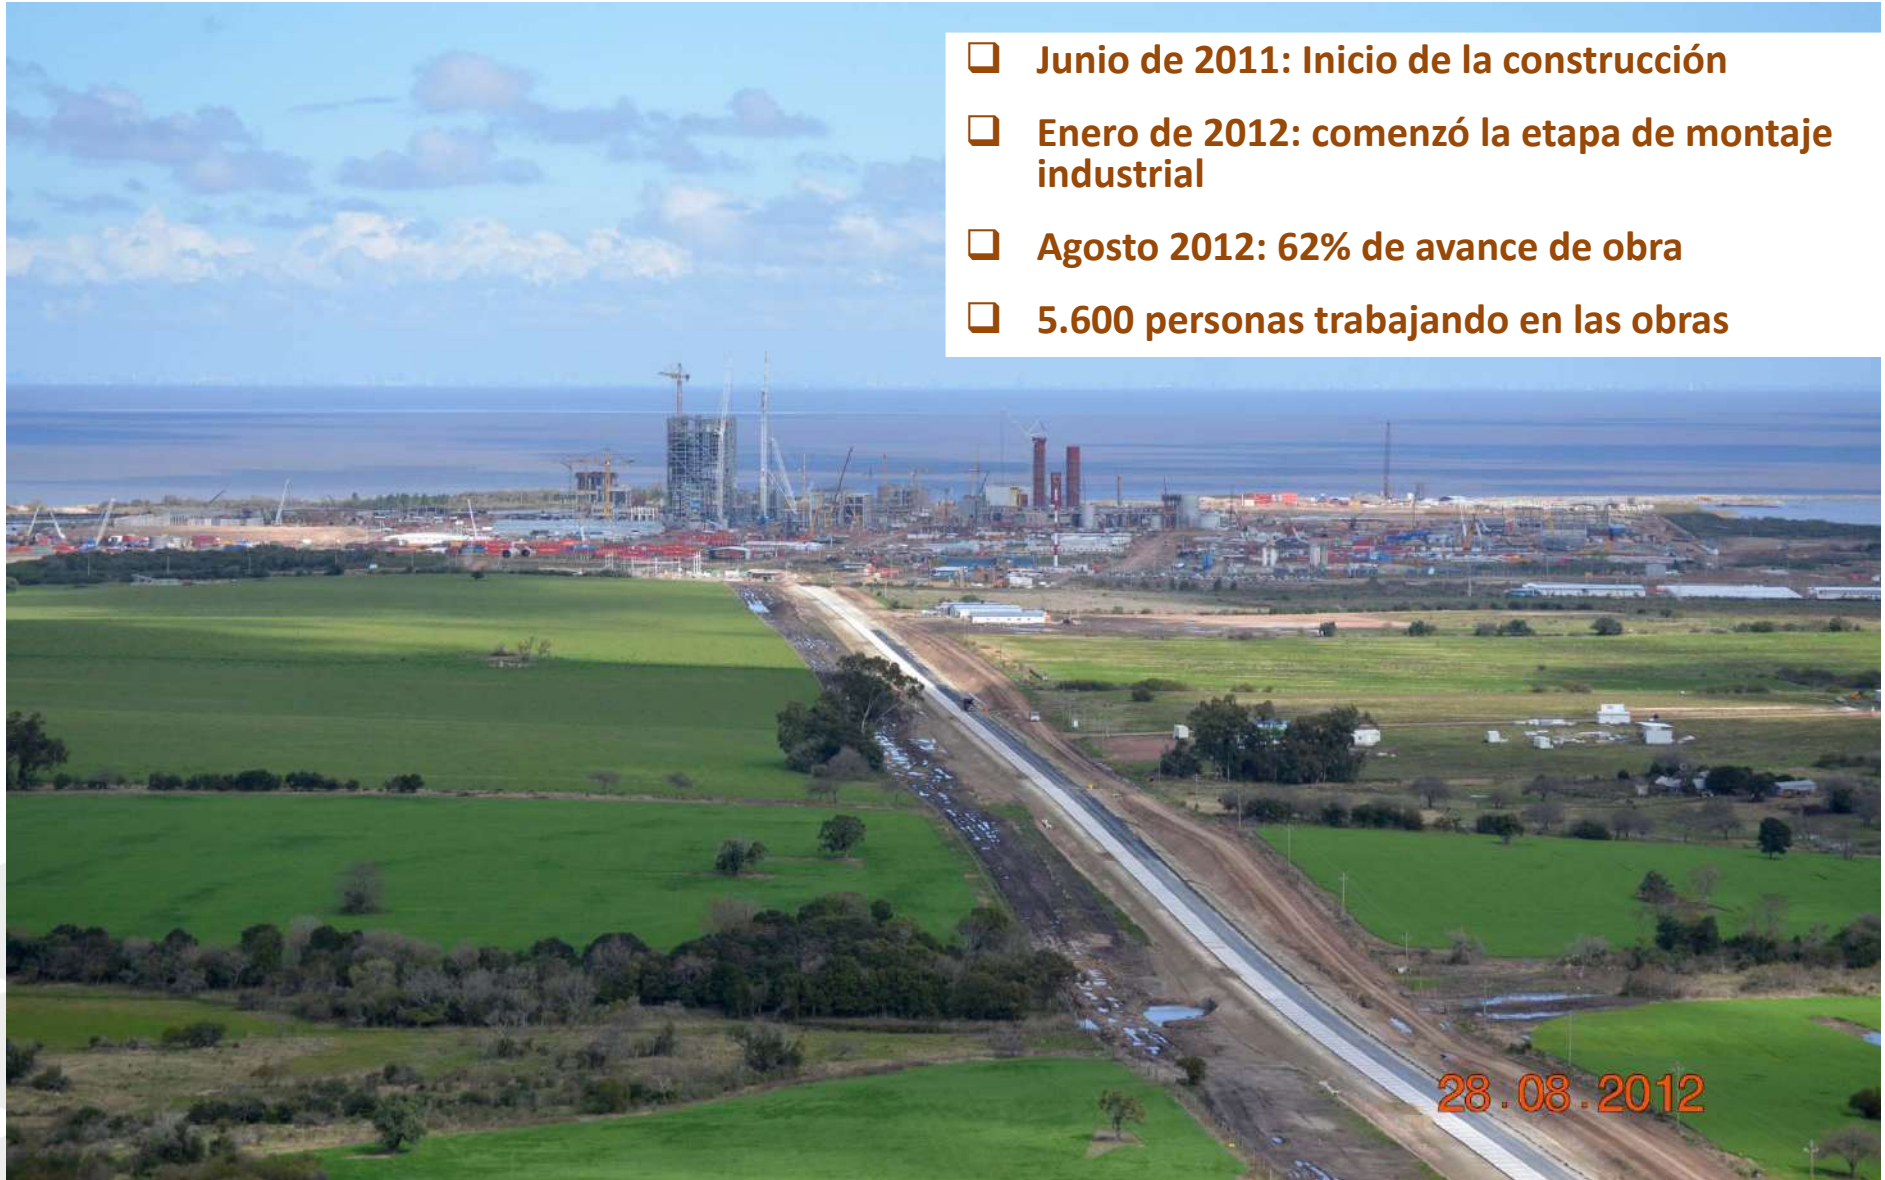 ❑ Junio de 2011: Inicio de la construcción
❑ Enero de 2012: comenzó la etapa de montaje
industrial
❑ Agosto 2012: 62% de avance de obra
❑ 5.600 personas trabajando en las obras
28.08.2012